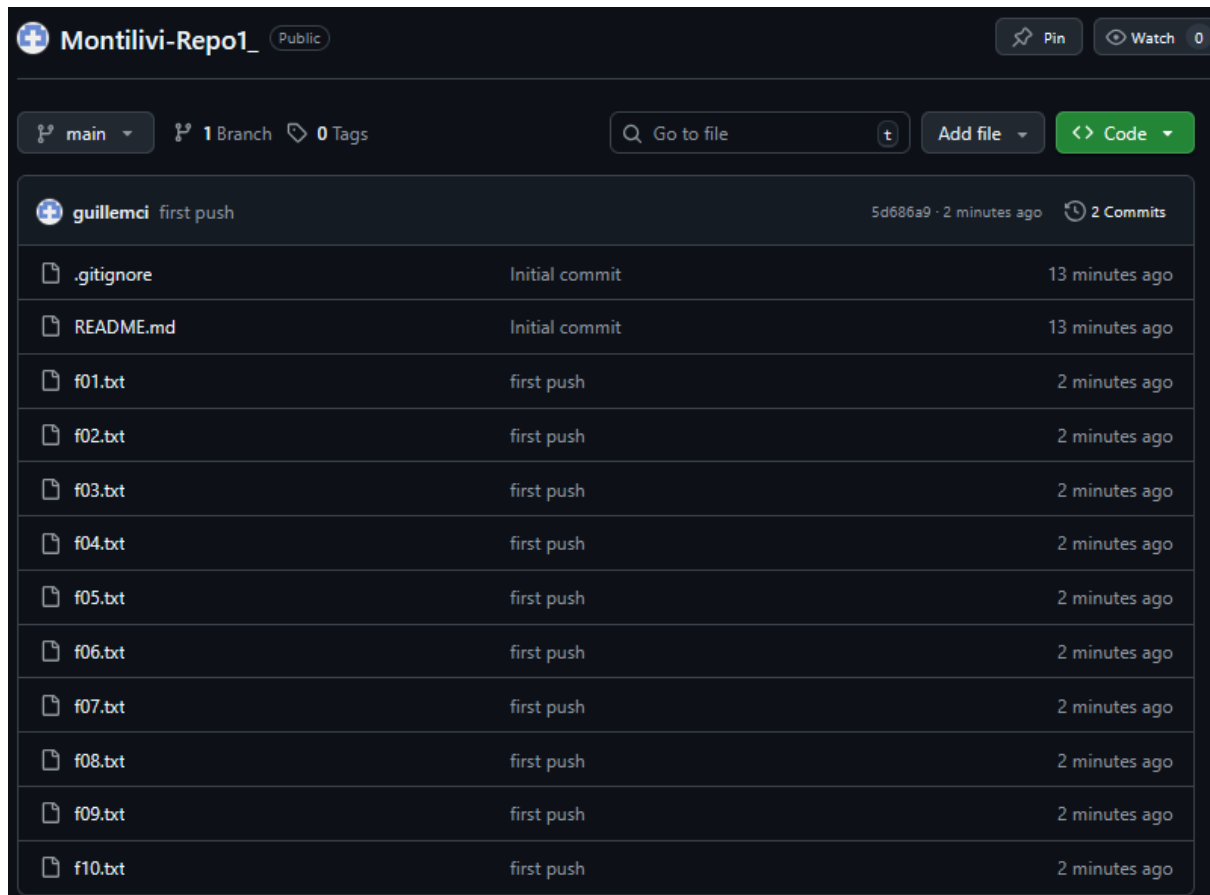 Montilivi-Repo1_ Public Pin Watch 0
main 1 Branch 0 Tags Go to file t Add file Code
guillemci first push 5d686a9 · 2 minutes ago 2 Commits
.gitignore Initial commit 13 minutes ago
README.md Initial commit 13 minutes ago
f01.txt first push 2 minutes ago
f02.txt first push 2 minutes ago
f03.txt first push 2 minutes ago
f04.txt first push 2 minutes ago
f05.txt first push 2 minutes ago
f06.txt first push 2 minutes ago
f07.txt first push 2 minutes ago
f08.txt first push 2 minutes ago
f09.txt first push 2 minutes ago
f10.txt first push 2 minutes ago